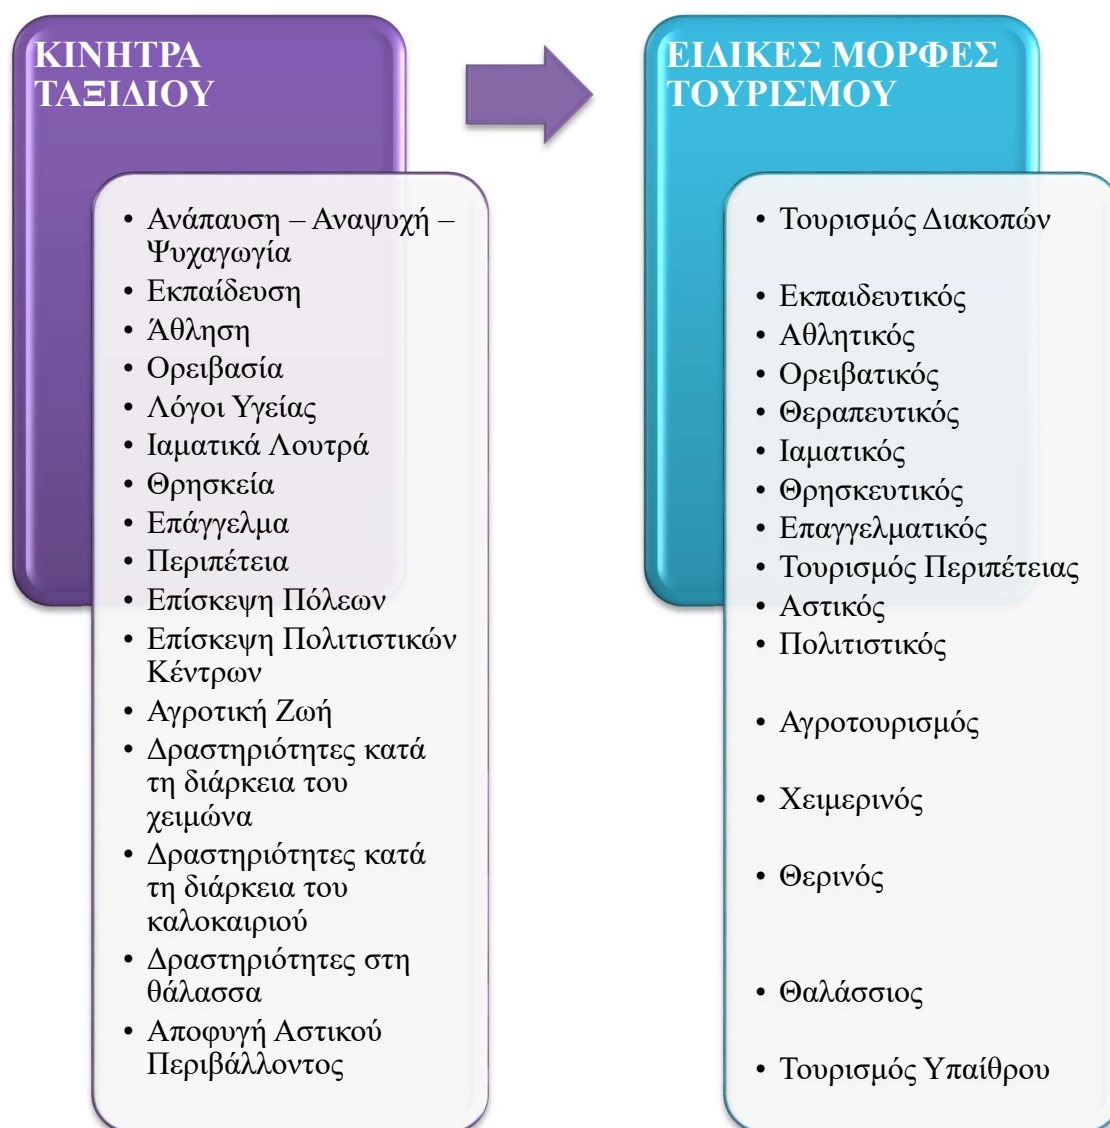 ΚΙΝΗΤΡΑ
ΤΑΞΙΔΙΟΥ
• Ανάπαυση – Αναψυχή –
Ψυχαγωγία
• Εκπαίδευση
• Άθληση
• Ορειβασία
• Λόγοι Υγείας
• Ιαματικά Λουτρά
• Θρησκεία
• Επάγγελμα
• Περιπέτεια
• Επίσκεψη Πόλεων
• Επίσκεψη Πολιτιστικών
Κέντρων
• Αγροτική Ζωή
• Δραστηριότητες κατά
τη διάρκεια του
χειμώνα
• Δραστηριότητες κατά
τη διάρκεια του
καλοκαιριού
• Δραστηριότητες στη
θάλασσα
• Αποφυγή Αστικού
Περιβάλλοντος
ΕΙΔΙΚΕΣ ΜΟΡΦΕΣ
ΤΟΥΡΙΣΜΟΥ
• Τουρισμός Διακοπών
• Εκπαιδευτικός
• Αθλητικός
• Ορειβατικός
• Θεραπευτικός
• Ιαματικός
• Θρησκευτικός
• Επαγγελματικός
• Τουρισμός Περιπέτειας
• Αστικός
• Πολιτιστικός
• Αγροτουρισμός
• Χειμερινός
• Θερινός
• Θαλάσσιος
• Τουρισμός Υπαίθρου